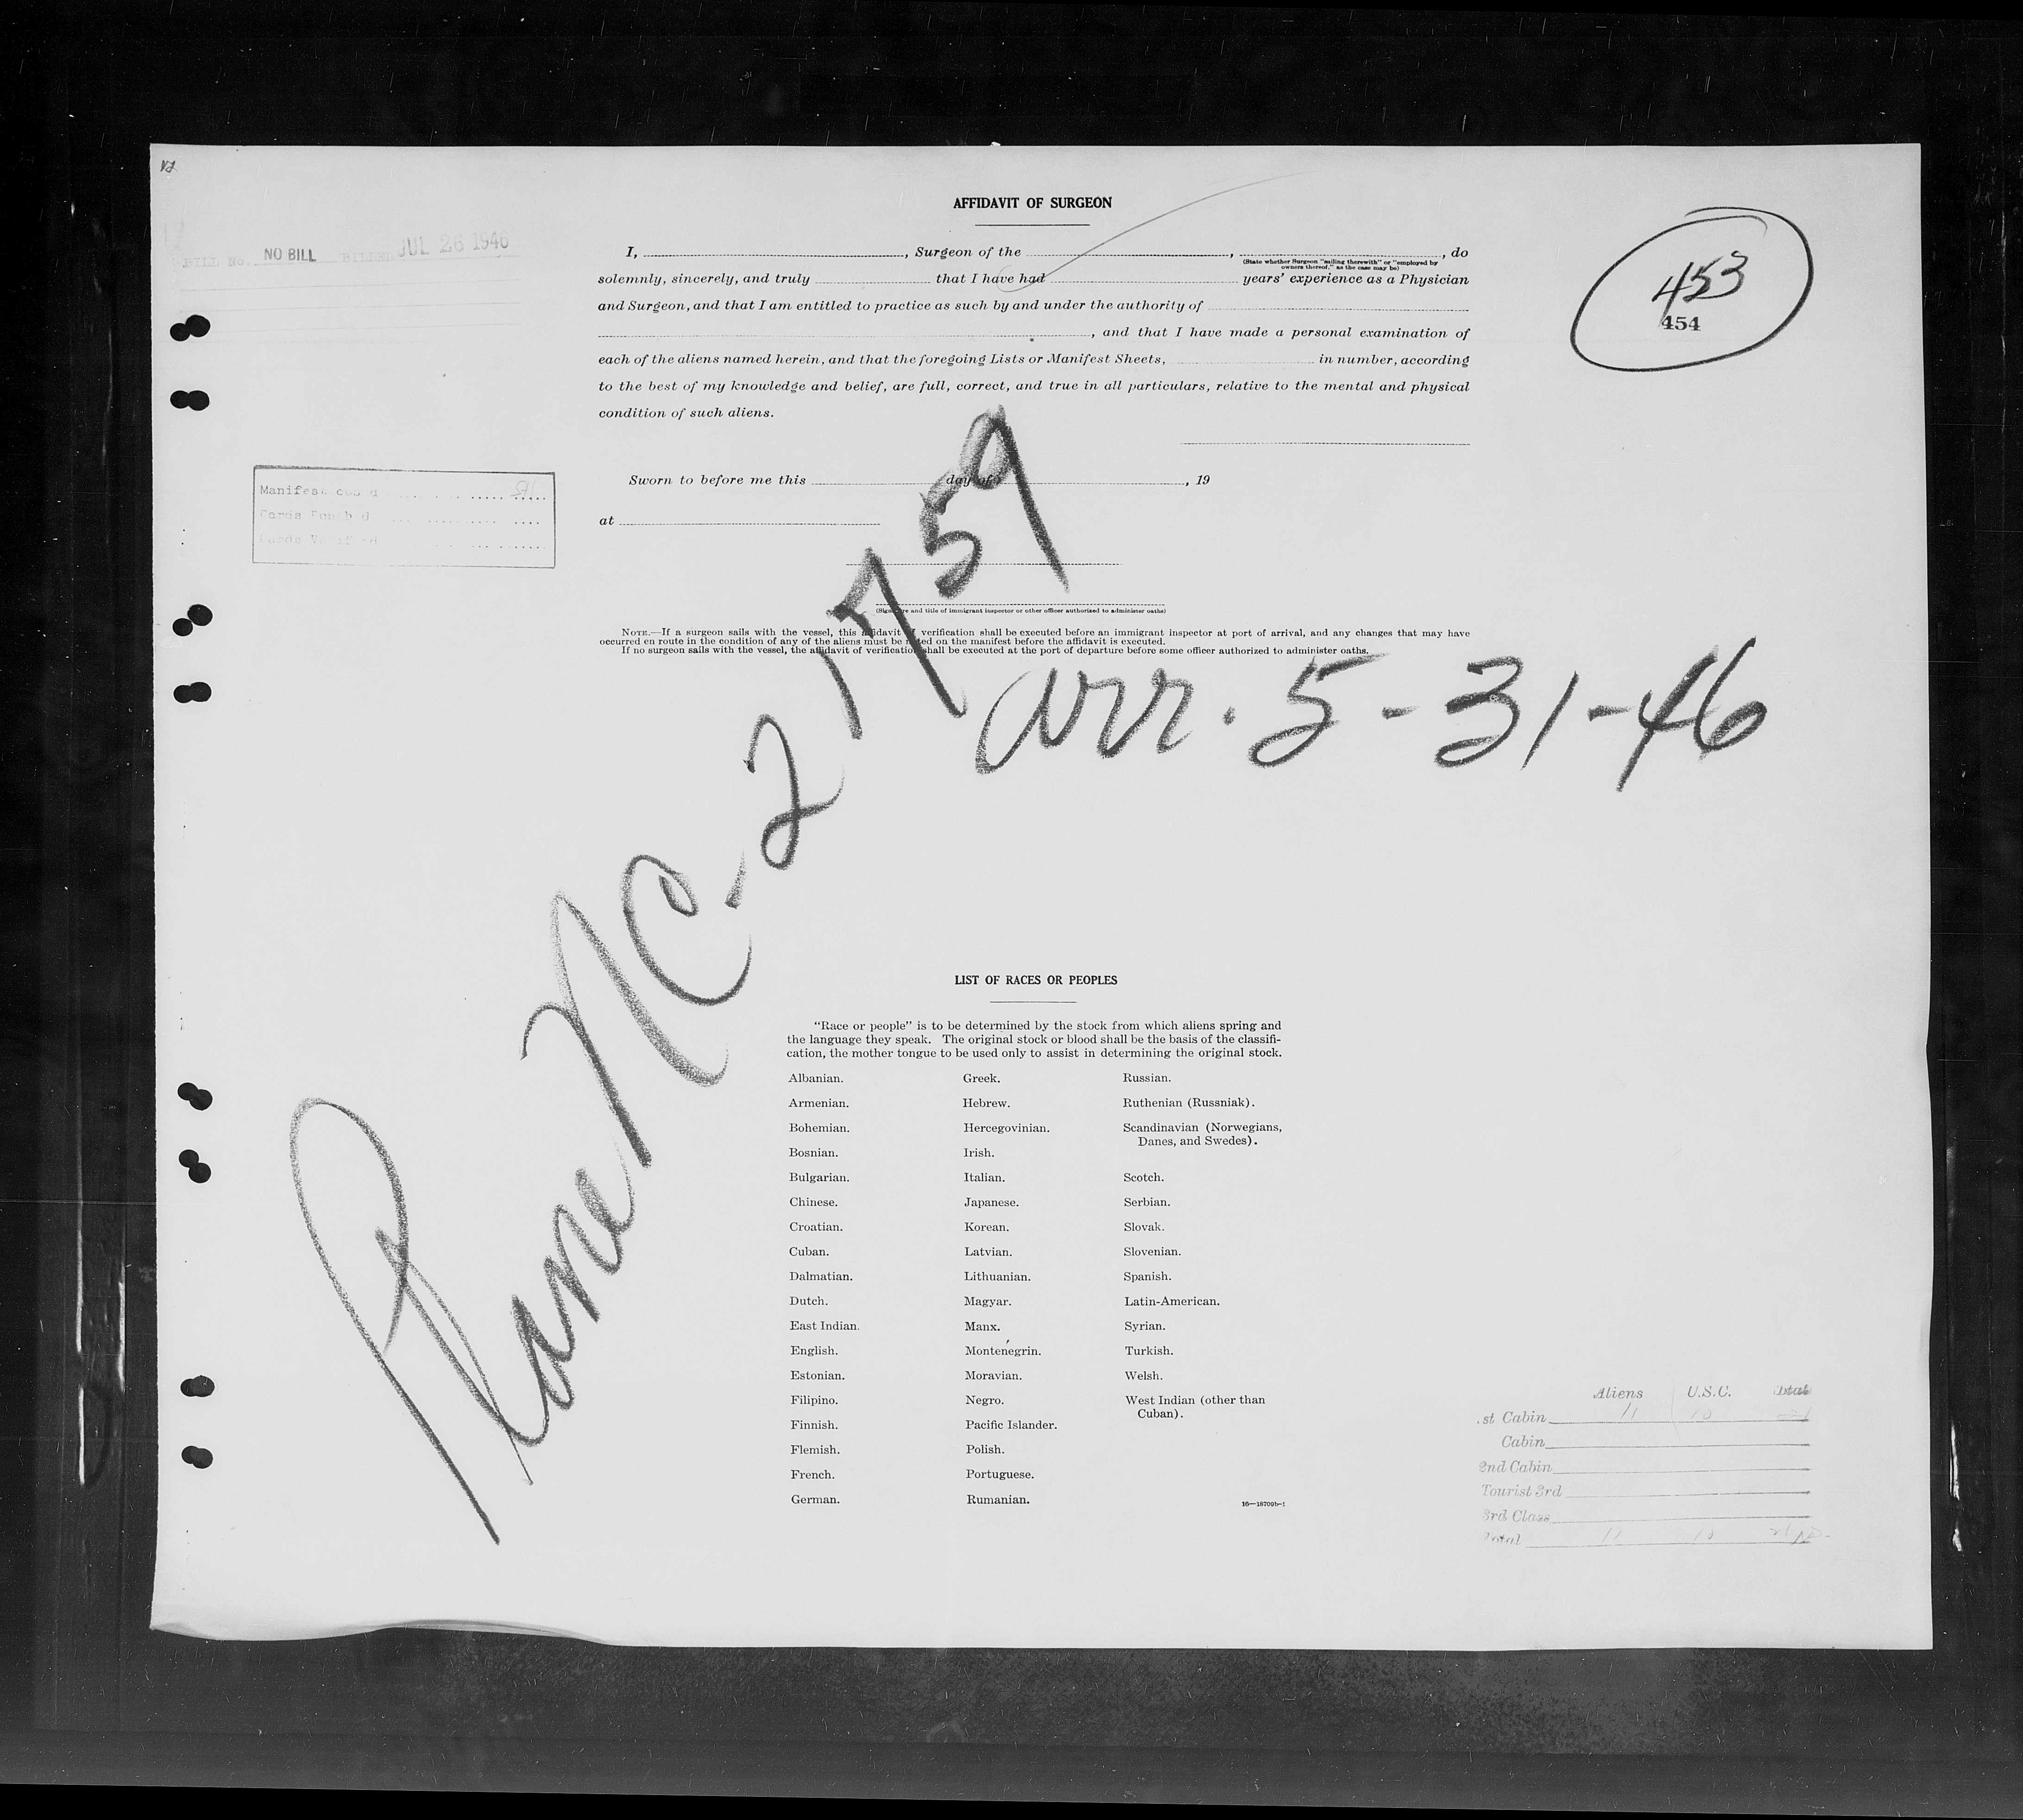 AFFIDAVIT OF SURGEON
I, , Surgeon of the , , do
(State whether Surgeon "sailing therewith" or "employed by
owners thereof," as the case may be)
solemnly, sincerely, and truly that I have had years' experience as a Physician
and Surgeon, and that I am entitled to practice as such by and under the authority of
, and that I have made a personal examination of
each of the aliens named herein, and that the foregoing Lists or Manifest Sheets, in number, according
to the best of my knowledge and belief, are full, correct, and true in all particulars, relative to the mental and physical
condition of such aliens.
Sworn to before me this day of , 19
at
(Signature and title of immigrant inspector or other officer authorized to administer oaths)
NOTE.—If a surgeon sails with the vessel, this affidavit of verification shall be executed before an immigrant inspector at port of arrival, and any changes that may have
occurred en route in the condition of any of the aliens must be noted on the manifest before the affidavit is executed.
If no surgeon sails with the vessel, the affidavit of verification shall be executed at the port of departure before some officer authorized to administer oaths.
BILL No. NO BILL BILLED JUL 26 1946
453
454
Manifest
Cards
Cards
Plane NC-21759
arr. 5-31-46
LIST OF RACES OR PEOPLES
"Race or people" is to be determined by the stock from which aliens spring and
the language they speak. The original stock or blood shall be the basis of the classifi-
cation, the mother tongue to be used only to assist in determining the original stock.
Albanian. Greek. Russian.
Armenian. Hebrew. Ruthenian (Russniak).
Bohemian. Hercegovinian. Scandinavian (Norwegians,
Danes, and Swedes).
Bosnian. Irish.
Bulgarian. Italian. Scotch.
Chinese. Japanese. Serbian.
Croatian. Korean. Slovak.
Cuban. Latvian. Slovenian.
Dalmatian. Lithuanian. Spanish.
Dutch. Magyar. Latin-American.
East Indian. Manx. Syrian.
English. Montenegrin. Turkish.
Estonian. Moravian. Welsh.
Filipino. Negro. West Indian (other than
Cuban).
Finnish. Pacific Islander.
Flemish. Polish.
French. Portuguese.
German. Rumanian.
16—18709b-1
Aliens U.S.C. Total
st Cabin 11 10 21
Cabin
2nd Cabin
Tourist 3rd
3rd Class
Total 11 10 21